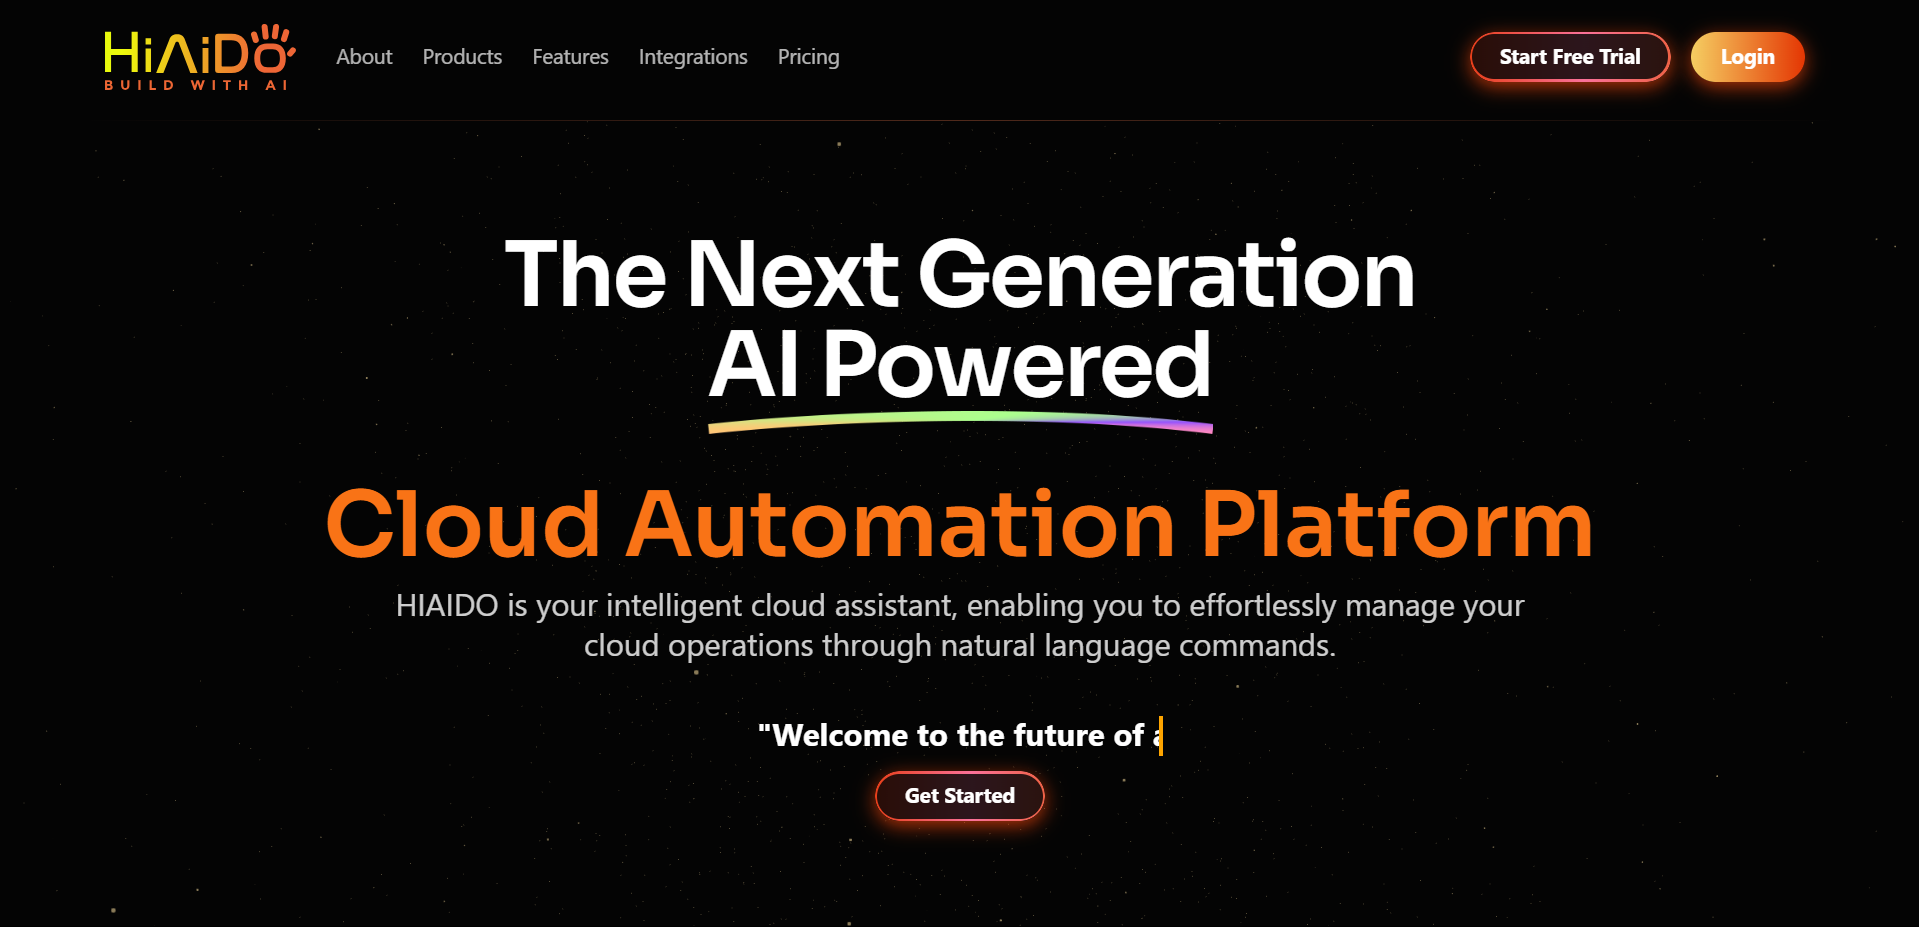 HiAiDo
BUILD WITH AI
About
Products
Features
Integrations
Pricing
Start Free Trial
Login
The Next Generation
AI Powered
Cloud Automation Platform
HIAIDO is your intelligent cloud assistant, enabling you to effortlessly manage your
cloud operations through natural language commands.
"Welcome to the future of a
Get Started